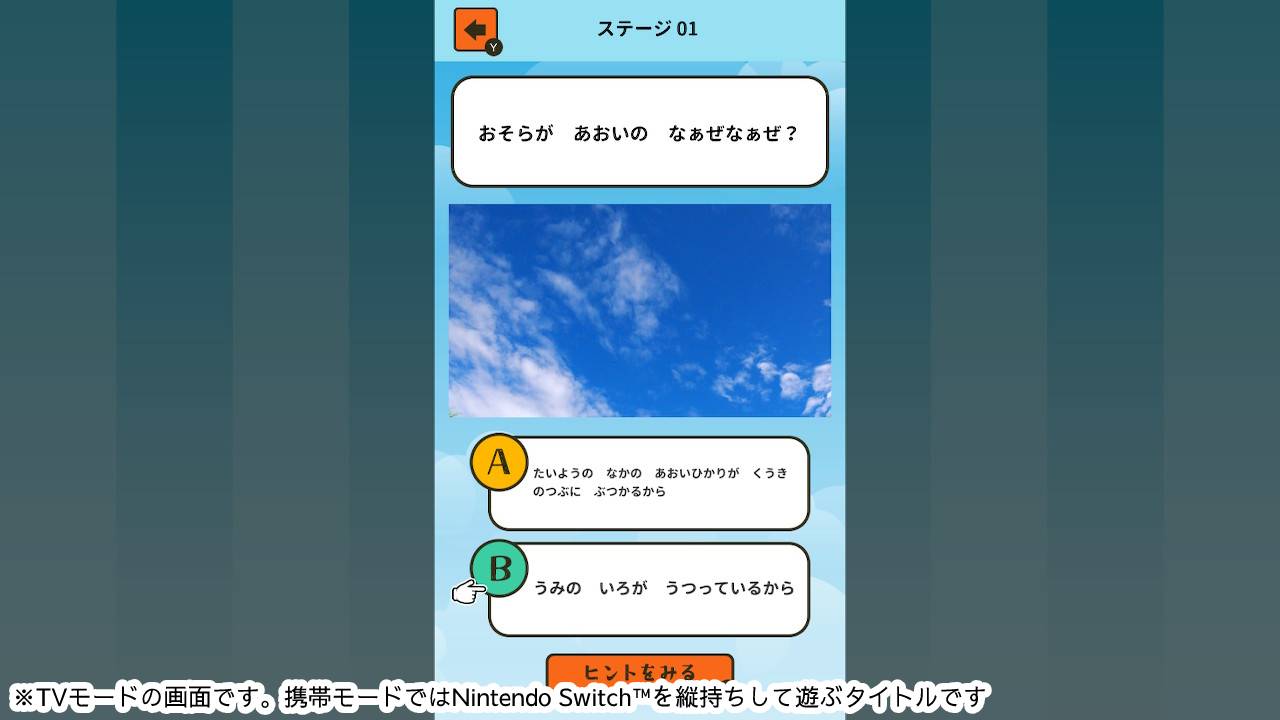 Y
ステージ 01
おそらが　あおいの　なぁぜなぁぜ？
A
たいようの　なかの　あおいひかりが　くうき
のつぶに　ぶつかるから
B
うみの　いろが　うつっているから
ヒントをみる
※TVモードの画面です。携帯モードではNintendo Switch™を縦持ちして遊ぶタイトルです